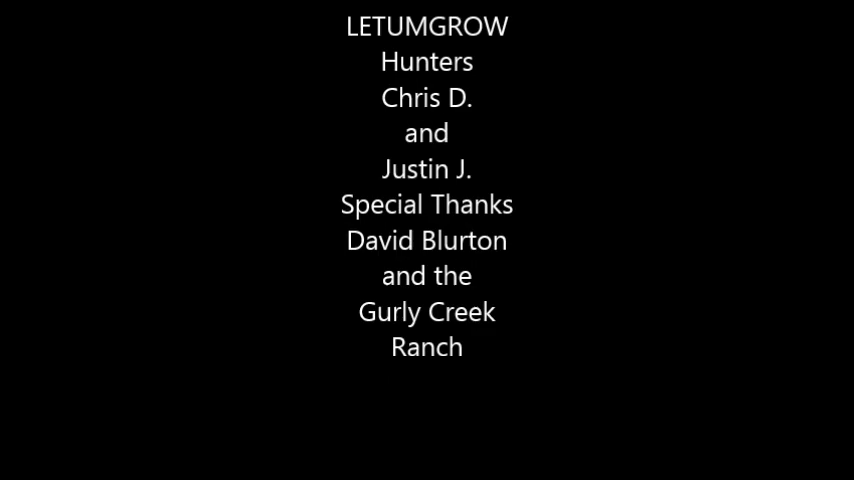 LETUMGROW
Hunters
Chris D.
and
Justin J.
Special Thanks
David Blurton
and the
Gurly Creek
Ranch